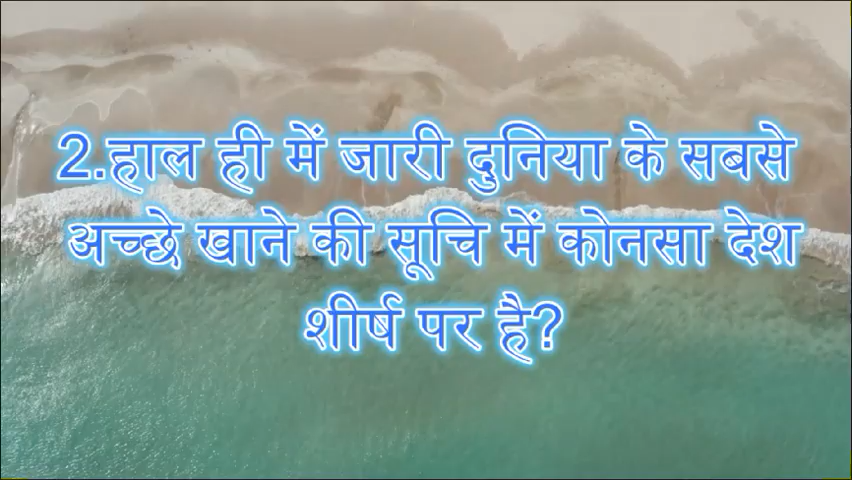 2.हाल ही में जारी दुनिया के सबसे
अच्छे खाने की सूचि में कोनसा देश
शीर्ष पर है?